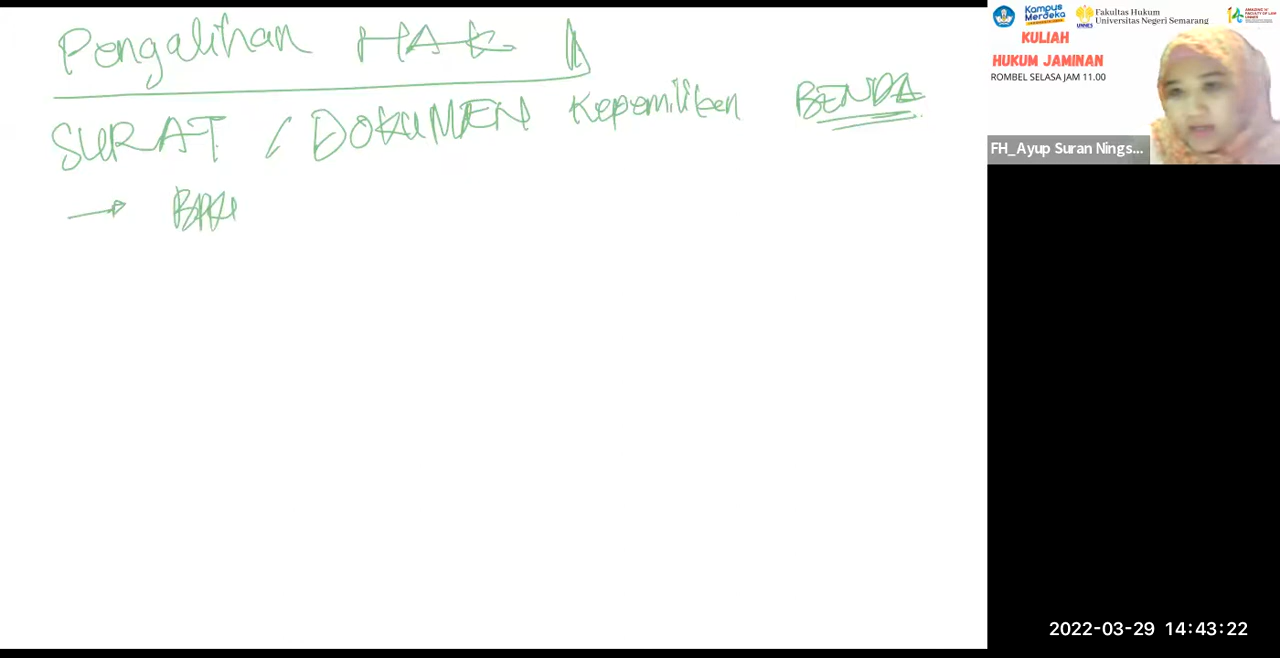 Pengalihan HAK
SURAT / DOKUMEN Kepemilikan BENDA
→
Kampus
Merdeka
UNNES
Fakultas Hukum
Universitas Negeri Semarang
KULIAH
HUKUM JAMINAN
ROMBEL SELASA JAM 11.00
FH_Ayup Suran Nings...
2022-03-29 14:43:22